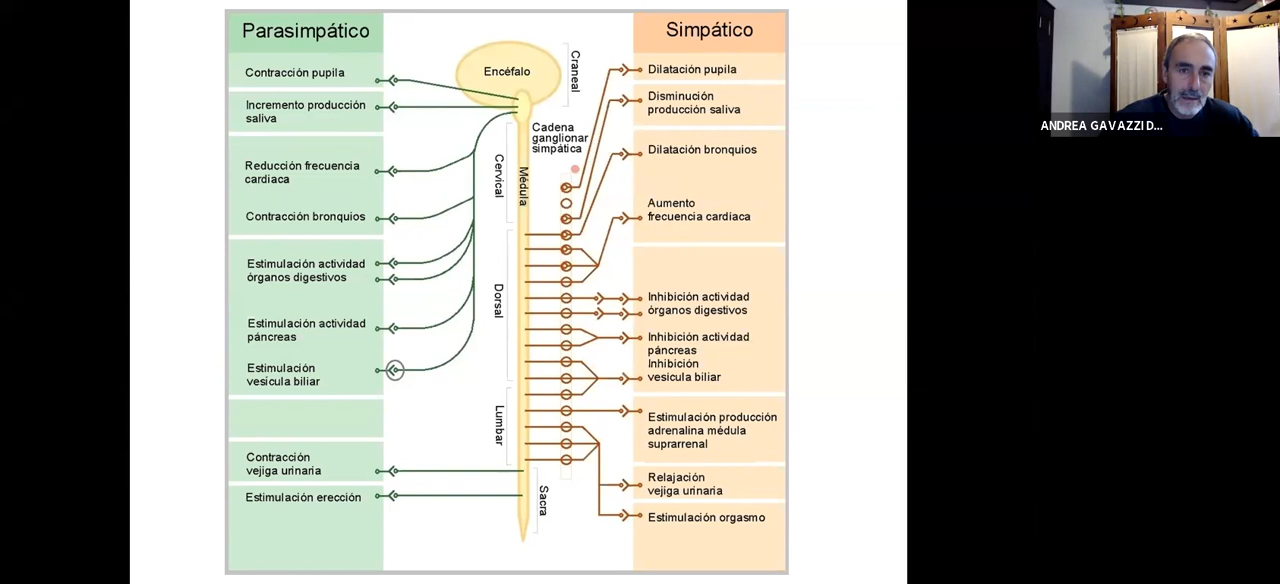 Parasimpático
Contracción pupila
Incremento producción
saliva
Reducción frecuencia
cardiaca
Contracción bronquios
Estimulación actividad
órganos digestivos
Estimulación actividad
páncreas
Estimulación
vesícula biliar
Contracción
vejiga urinaria
Estimulación erección
Encéfalo
Craneal
Cadena
ganglionar
simpática
Cervical
Médula
Dorsal
Lumbar
Sacra
Simpático
Dilatación pupila
Disminución
producción saliva
Dilatación bronquios
Aumento
frecuencia cardíaca
Inhibición actividad
órganos digestivos
Inhibición actividad
páncreas
Inhibición
vesícula biliar
Estimulación producción
adrenalina médula
suprarrenal
Relajación
vejiga urinaria
Estimulación orgasmo
ANDREA GAVAZZI D...